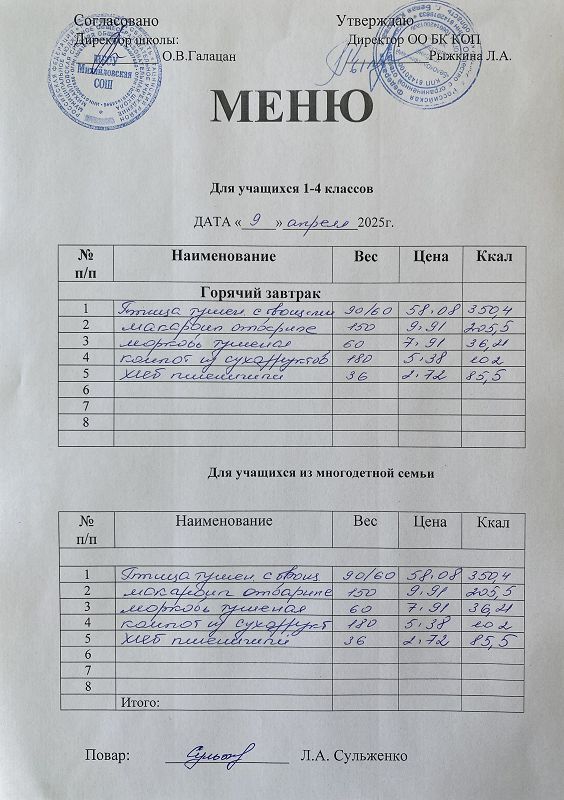 Согласовано Утверждаю
Директор школы: Директор ОО БК КОП
О.В.Галацан Рыжкина Л.А.
МБОУ
Михайловская
СОШ
МЕНЮ
Для учащихся 1-4 классов
ДАТА « 9 » апреля 2025г.
№ п/п Наименование Вес Цена Ккал
Горячий завтрак
1 Птица тушен с овощами 90/60 58.08 350,4
2 макароны отварные 150 9.91 205,5
3 морковь тушеная 60 7.91 36,21
4 компот из сухофруктов 180 5.38 102
5 хлеб пшеничный 36 2.72 85,5
6
7
8
Для учащихся из многодетной семьи
№ п/п Наименование Вес Цена Ккал
1 Птица тушен с овощ 90/60 58.08 350,4
2 макароны отварные 150 9,91 205,5
3 морковь тушеная 60 7.91 36,21
4 компот из сухофрукт 180 5.38 102
5 хлеб пшеничный 36 2.72 85,5
6
7
8
Итого:
Повар: Л.А. Сульженко